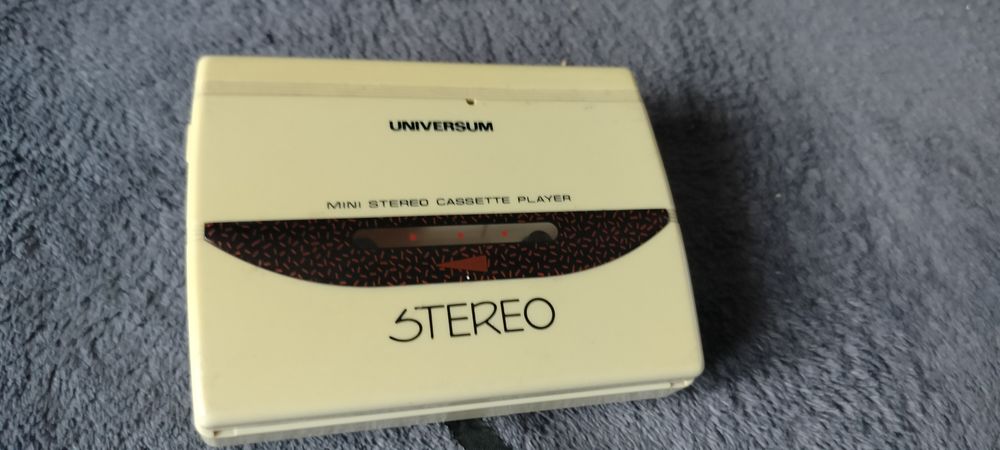 UNIVERSUM
MINI STEREO CASSETTE PLAYER
STEREO